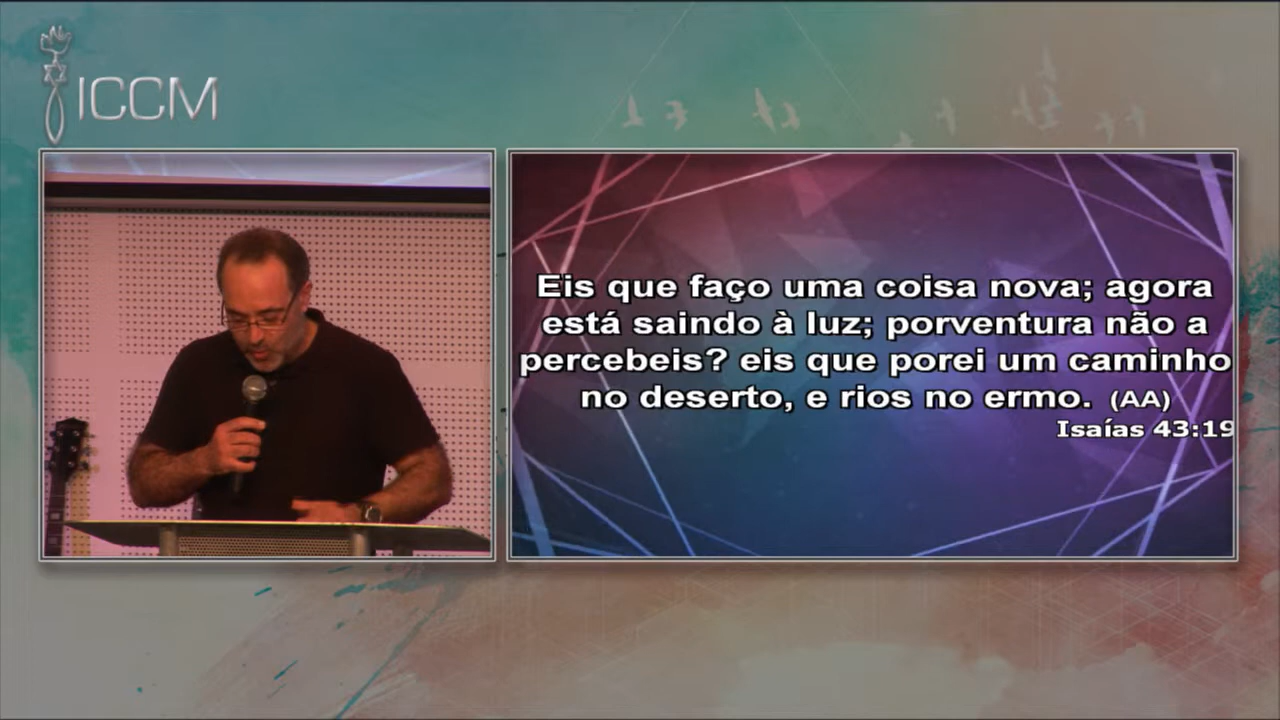 ICCM
Eis que faço uma coisa nova; agora
está saindo à luz; porventura não a
percebeis? eis que porei um caminho
no deserto, e rios no ermo. (AA)
Isaías 43:19